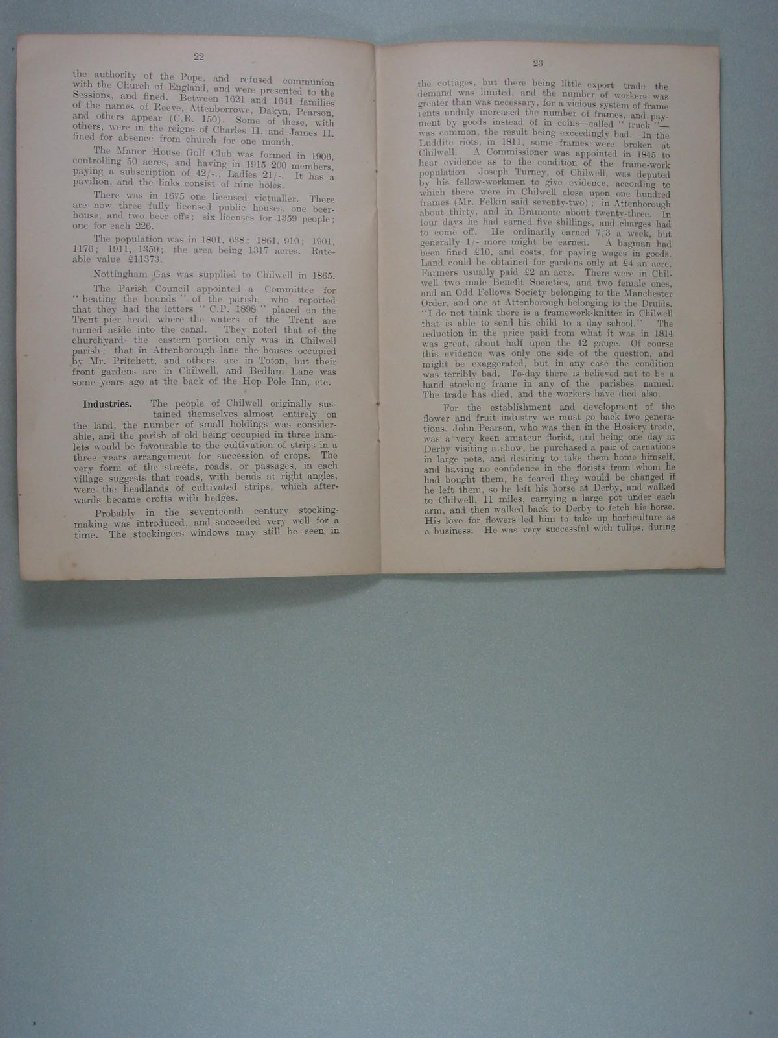 22
the authority of the Pope, and refused communion
with the Church of England, and were presented to the
Sessions, and fined. Between 1621 and 1641 families
of the names of Reeve, Attenborrowe, Dakyn, Pearson,
and others appear (C.R. 150). Some of these, with
others, were in the reigns of Charles II. and James II.
fined for absence from church for one month.
The Manor House Golf Club was formed in 1906,
controlling 50 acres, and having in 1915 200 members,
paying a subscription of 42/-, Ladies 21/-. It has a
pavilion, and the links consist of nine holes.
There was in 1675 one licensed victualler. There
are now three fully licensed public houses, one beer-
house, and two beer offs; six licenses for 1359 people;
one for each 226.
The population was in 1801, 638; 1861, 910; 1901,
1176; 1911, 1359; the area being 1317 acres. Rate-
able value £11373.
Nottingham Gas was supplied to Chilwell in 1865.
The Parish Council appointed a Committee for
"beating the bounds" of the parish, who reported
that they had the letters "C.P. 1896" placed on the
Trent pier head where the waters of the Trent are
turned aside into the canal. They noted that of the
churchyard the eastern portion only was in Chilwell
parish; that in Attenborough lane the houses occupied
by Mr. Pritchett, and others, are in Toton, but their
front gardens are in Chilwell, and Bedlam Lane was
some years ago at the back of the Hop Pole Inn, etc.
Industries. The people of Chilwell originally sus-
tained themselves almost entirely on
the land, the number of small holdings was consider-
able, and the parish of old being occupied in three ham-
lets would be favourable to the cultivation of strips in a
three years arrangement for succession of crops. The
very form of the streets, roads, or passages, in each
village suggests that roads, with bends at right angles,
were the headlands of cultivated strips, which after-
wards became crofts with hedges.
Probably in the seventeenth century stocking-
making was introduced, and succeeded very well for a
time. The stockingers windows may still be seen in
23
the cottages, but there being little export trade the
demand was limited, and the number of workers was
greater than was necessary, for a vicious system of frame
rents unduly increased the number of frames, and pay-
ment by goods instead of in coins—called "truck"—
was common, the result being exceedingly bad. In the
Luddite riots, in 1811, some frames were broken at
Chilwell. A Commissioner was appointed in 1845 to
hear evidence as to the condition of the frame-work
population. Joseph Turney, of Chilwell, was deputed
by his fellow-workmen to give evidence, according to
which there were in Chilwell close upon one hundred
frames (Mr. Felkin said seventy-two); in Attenborough
about thirty, and in Bramcote about twenty-three. In
four days he had earned five shillings, and charges had
to come off. He ordinarily earned 7/3 a week, but
generally 1/- more might be earned. A bagman had
been fined £10, and costs, for paying wages in goods.
Land could be obtained for gardens only at £4 an acre.
Farmers usually paid £2 an acre. There were in Chil-
well two male Benefit Societies, and two female ones,
and an Odd Fellows Society belonging to the Manchester
Order, and one at Attenborough belonging to the Druids.
"I do not think there is a framework-knitter in Chilwell
that is able to send his child to a day school." The
reduction in the price paid from what it was in 1814
was great, about half upon the 42 gauge. Of course
this evidence was only one side of the question, and
might be exaggerated, but in any case the condition
was terribly bad. To-day there is believed not to be a
hand stocking frame in any of the parishes named.
The trade has died, and the workers have died also.
For the establishment and development of the
flower and fruit industry we must go back two genera-
tions. John Pearson, who was then in the Hosiery trade,
was a very keen amateur florist, and being one day at
Derby visiting a show, he purchased a pair of carnations
in large pots, and desiring to take them home himself,
and having no confidence in the florists from whom he
had bought them, he feared they would be changed if
he left them, so he left his horse at Derby, and walked
to Chilwell, 11 miles, carrying a large pot under each
arm, and then walked back to Derby to fetch his horse.
His love for flowers led him to take up horticulture as
a business. He was very successful with tulips, during